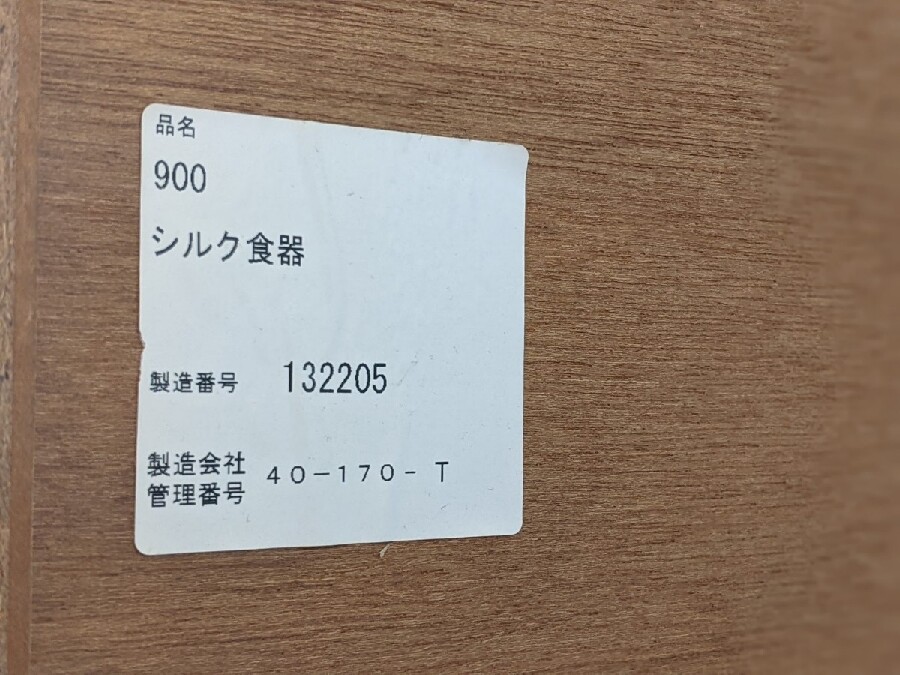 品名
900
シルク食器
製造番号 132205
製造会社
管理番号 40-170-T